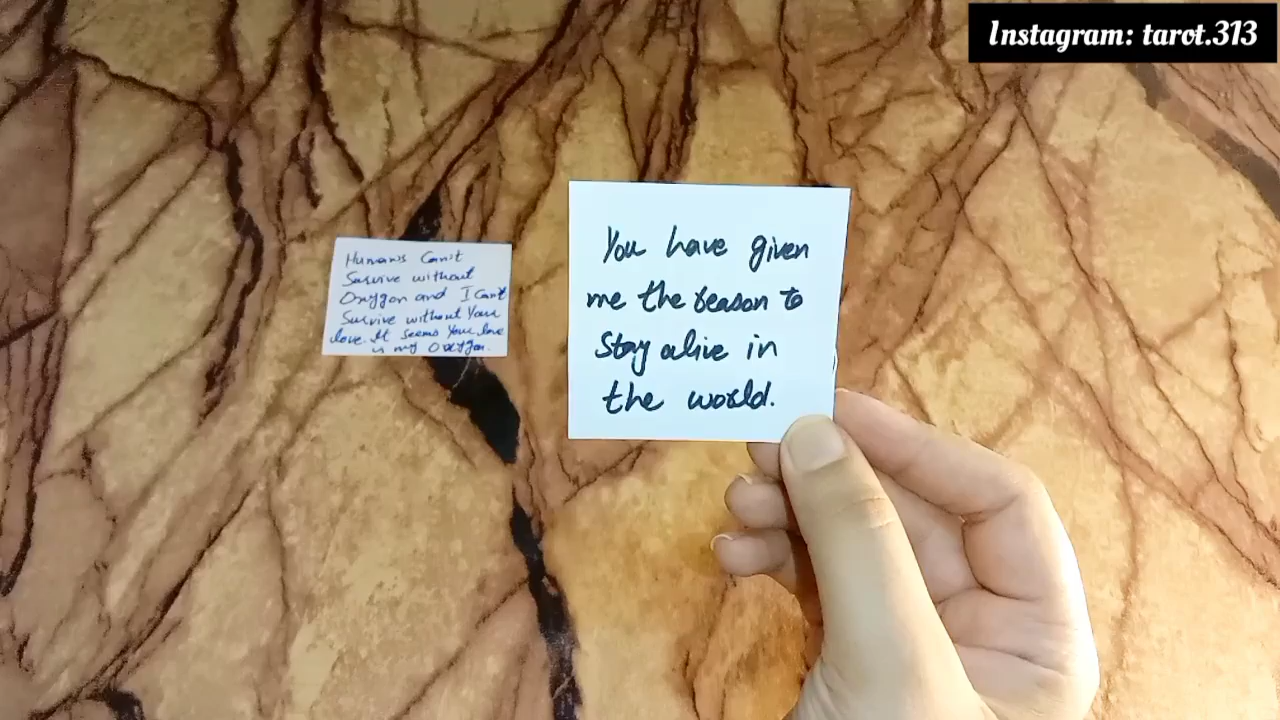 Instagram: tarot.313
Humans Can't
Survive without
Oxygen and I Can't
Survive without Your
love. It seems Your love
is my Oxygen.
You have given
me the reason to
Stay alive in
the world.